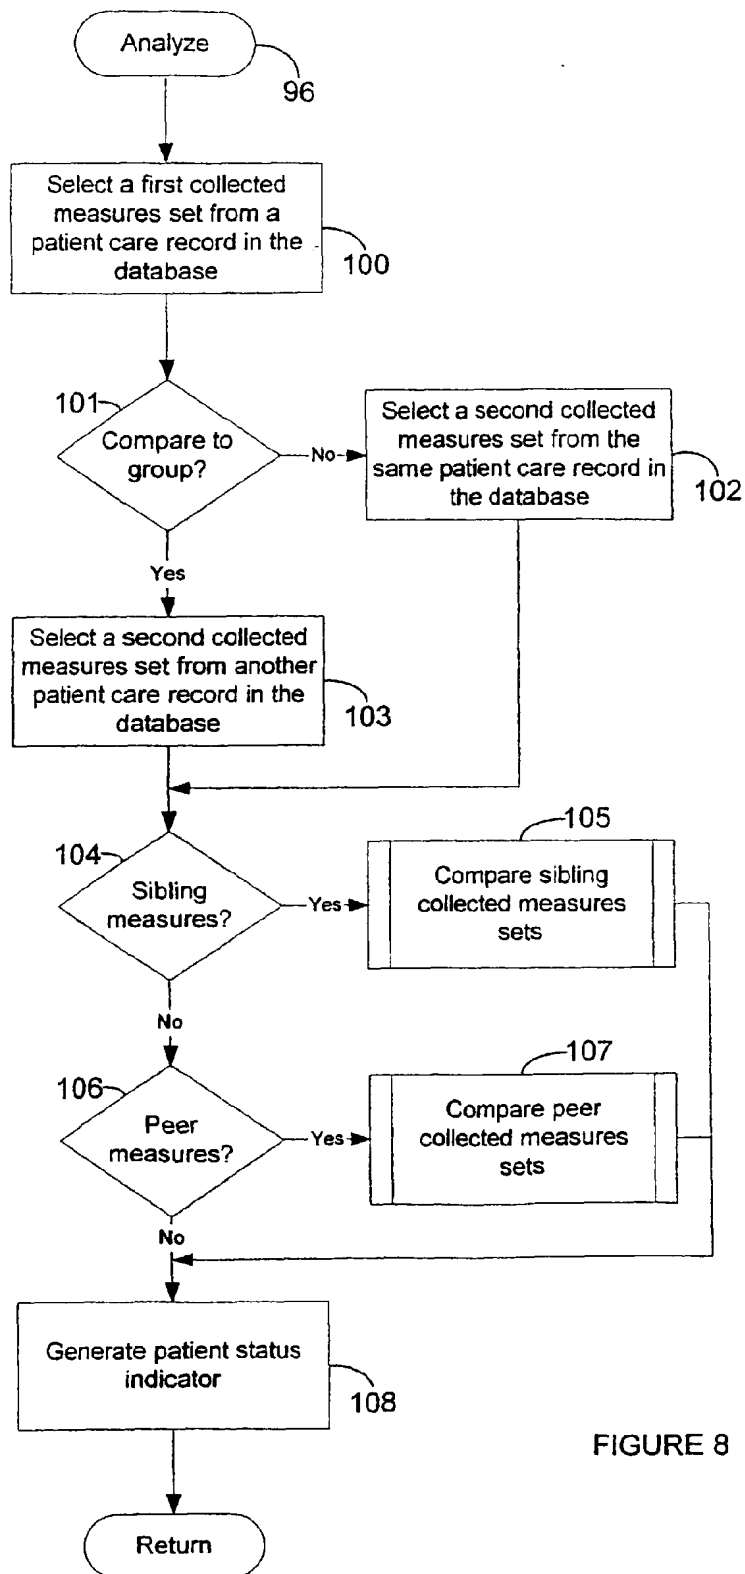 Analyze
96
Select a first collected
measures set from a
patient care record in the
database
100
101
Compare to
group?
No
Select a second collected
measures set from the
same patient care record in
the database
102
Yes
Select a second collected
measures set from another
patient care record in the
database
103
104
Sibling
measures?
Yes
105
Compare sibling
collected measures
sets
No
106
Peer
measures?
Yes
107
Compare peer
collected measures
sets
No
Generate patient status
indicator
108
FIGURE 8
Return